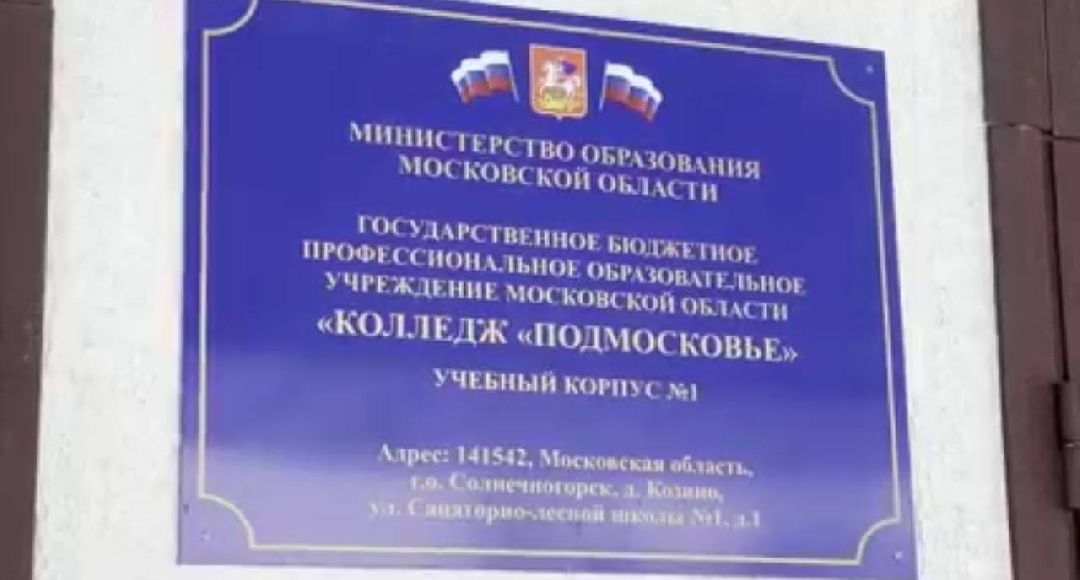 МИНИСТЕРСТВО ОБРАЗОВАНИЯ
МОСКОВСКОЙ ОБЛАСТИ
ГОСУДАРСТВЕННОЕ БЮДЖЕТНОЕ
ПРОФЕССИОНАЛЬНОЕ ОБРАЗОВАТЕЛЬНОЕ
УЧРЕЖДЕНИЕ МОСКОВСКОЙ ОБЛАСТИ
«КОЛЛЕДЖ «ПОДМОСКОВЬЕ»
УЧЕБНЫЙ КОРПУС №1
Адрес: 141542, Московская область,
г.о. Солнечногорск, д. Козино,
ул. Санаторно-лесной школы №1, д.1